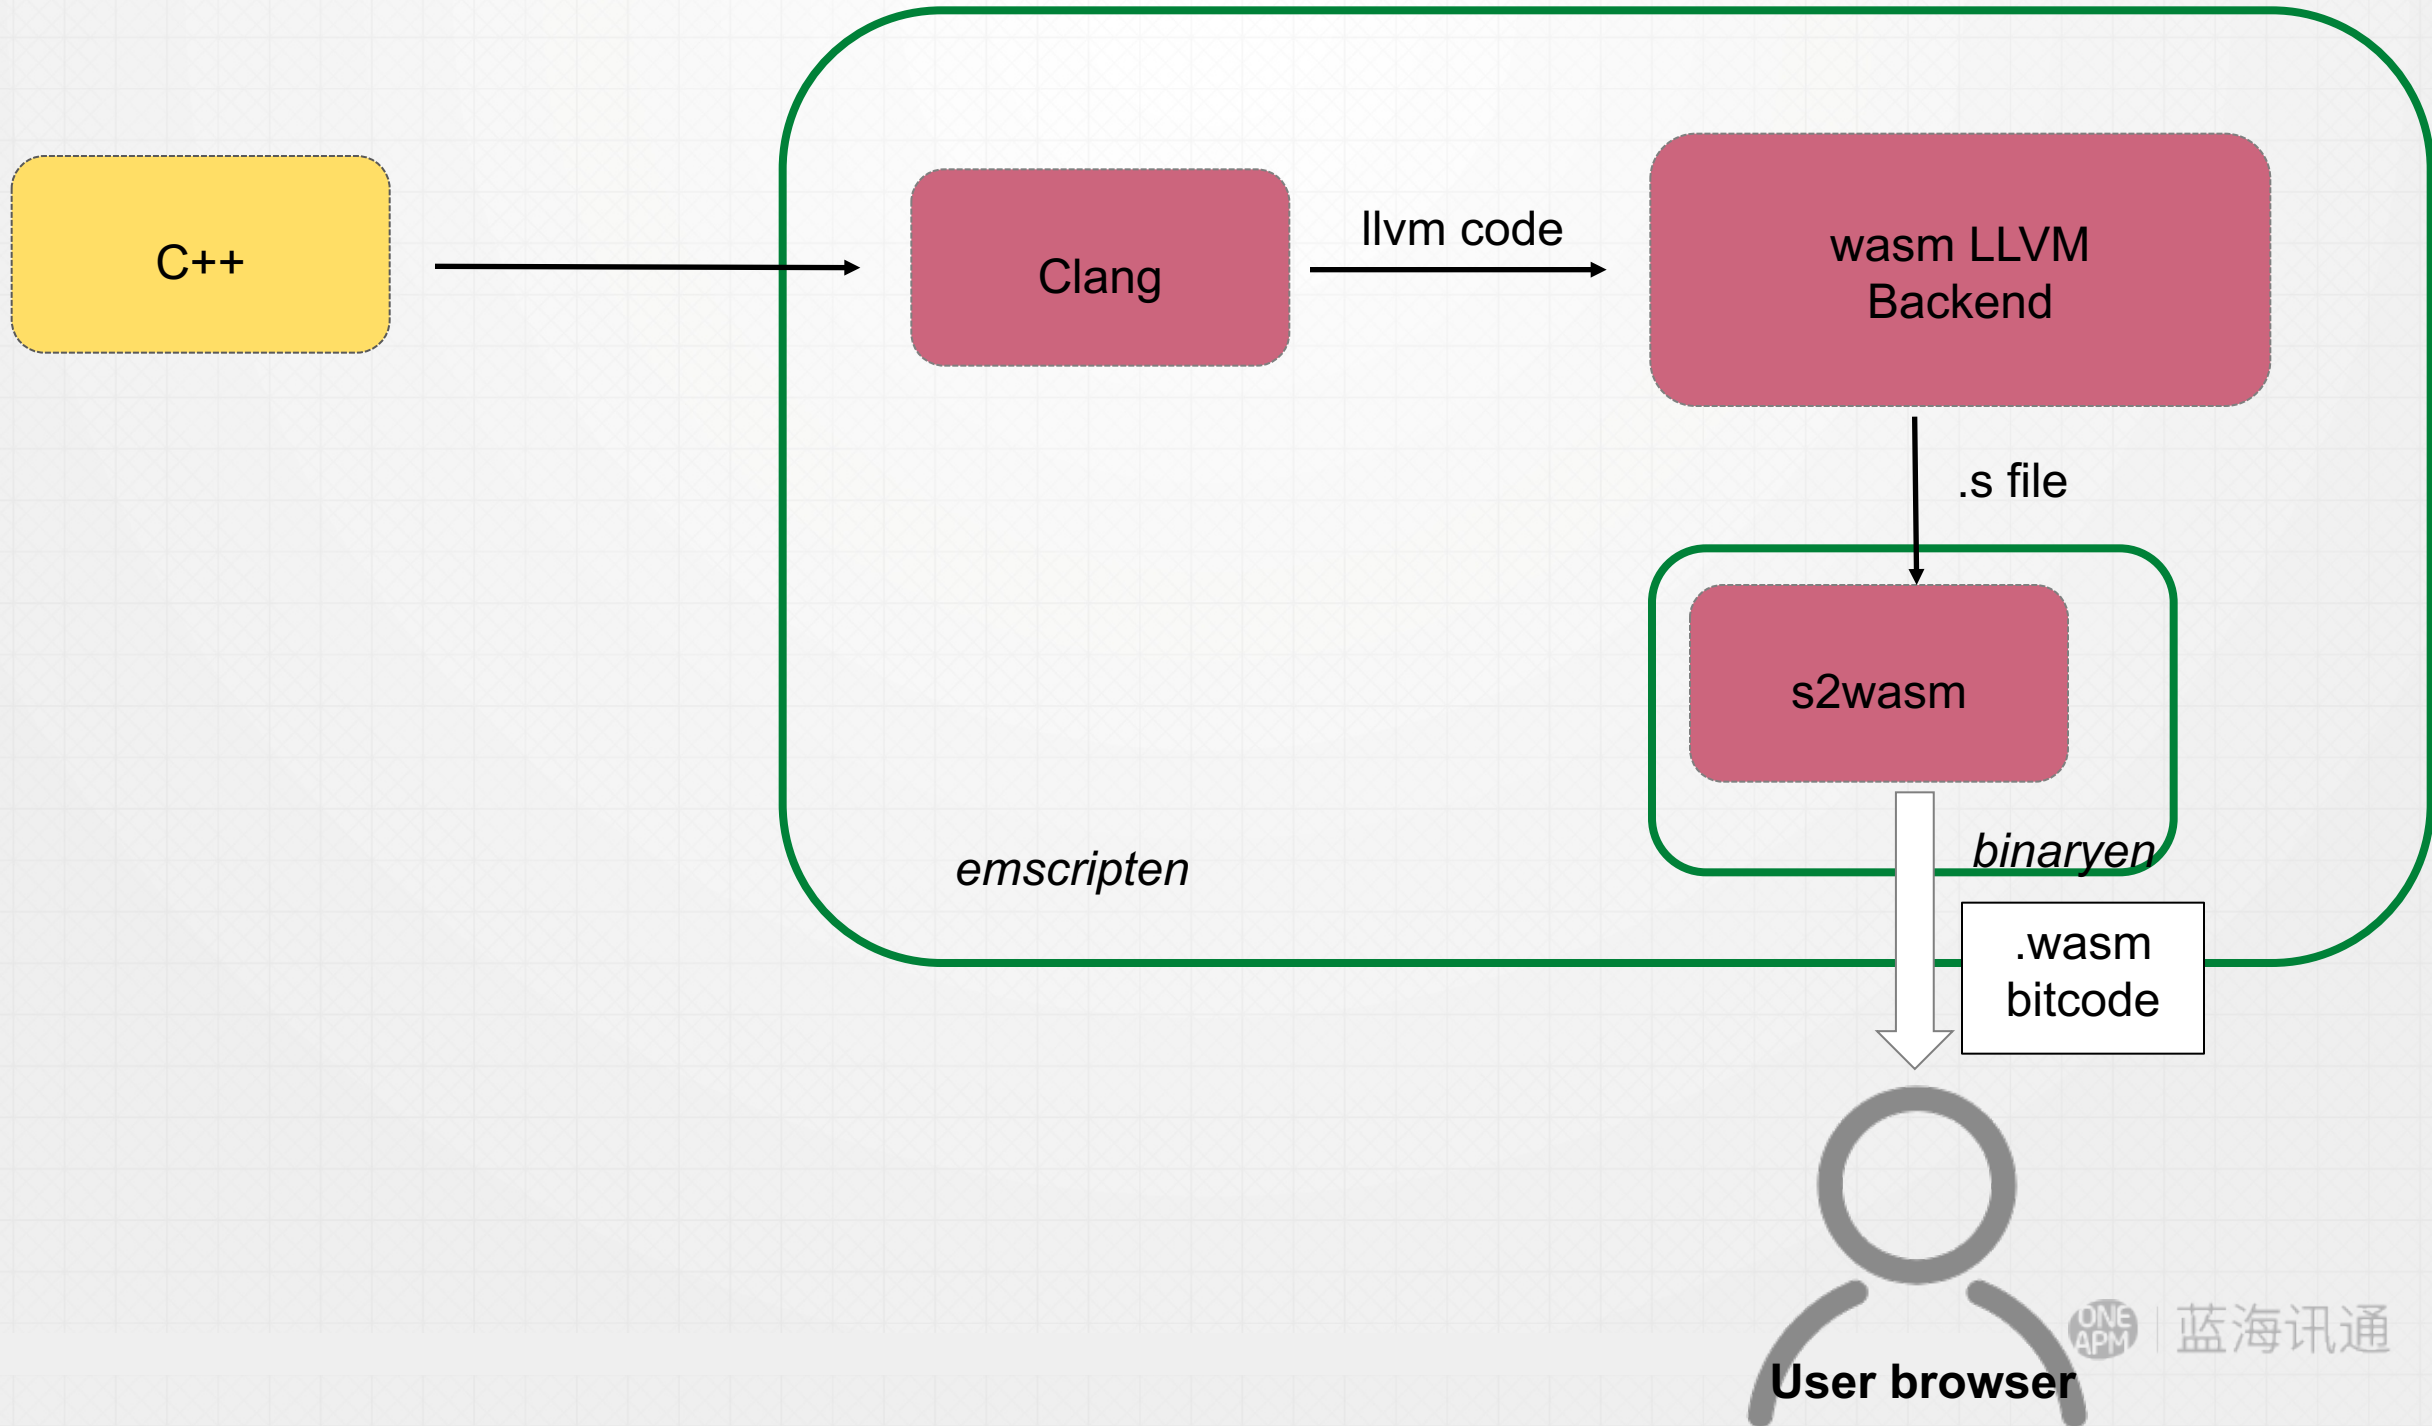 C++
Clang
llvm code
wasm LLVM
Backend
.s file
s2wasm
binaryen
emscripten
.wasm
bitcode
User browser
ONE
APM
蓝海讯通